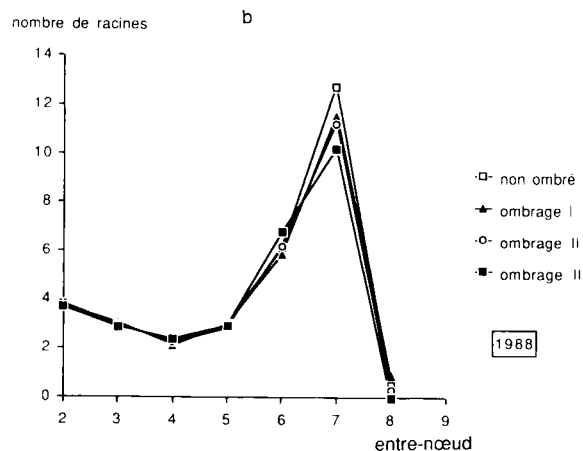 b
nombre de racines
14
12
10
8
6
4
2
0
2 3 4 5 6 7 8 9
entre-nœud
non ombré
ombrage I
ombrage II
ombrage II
1988